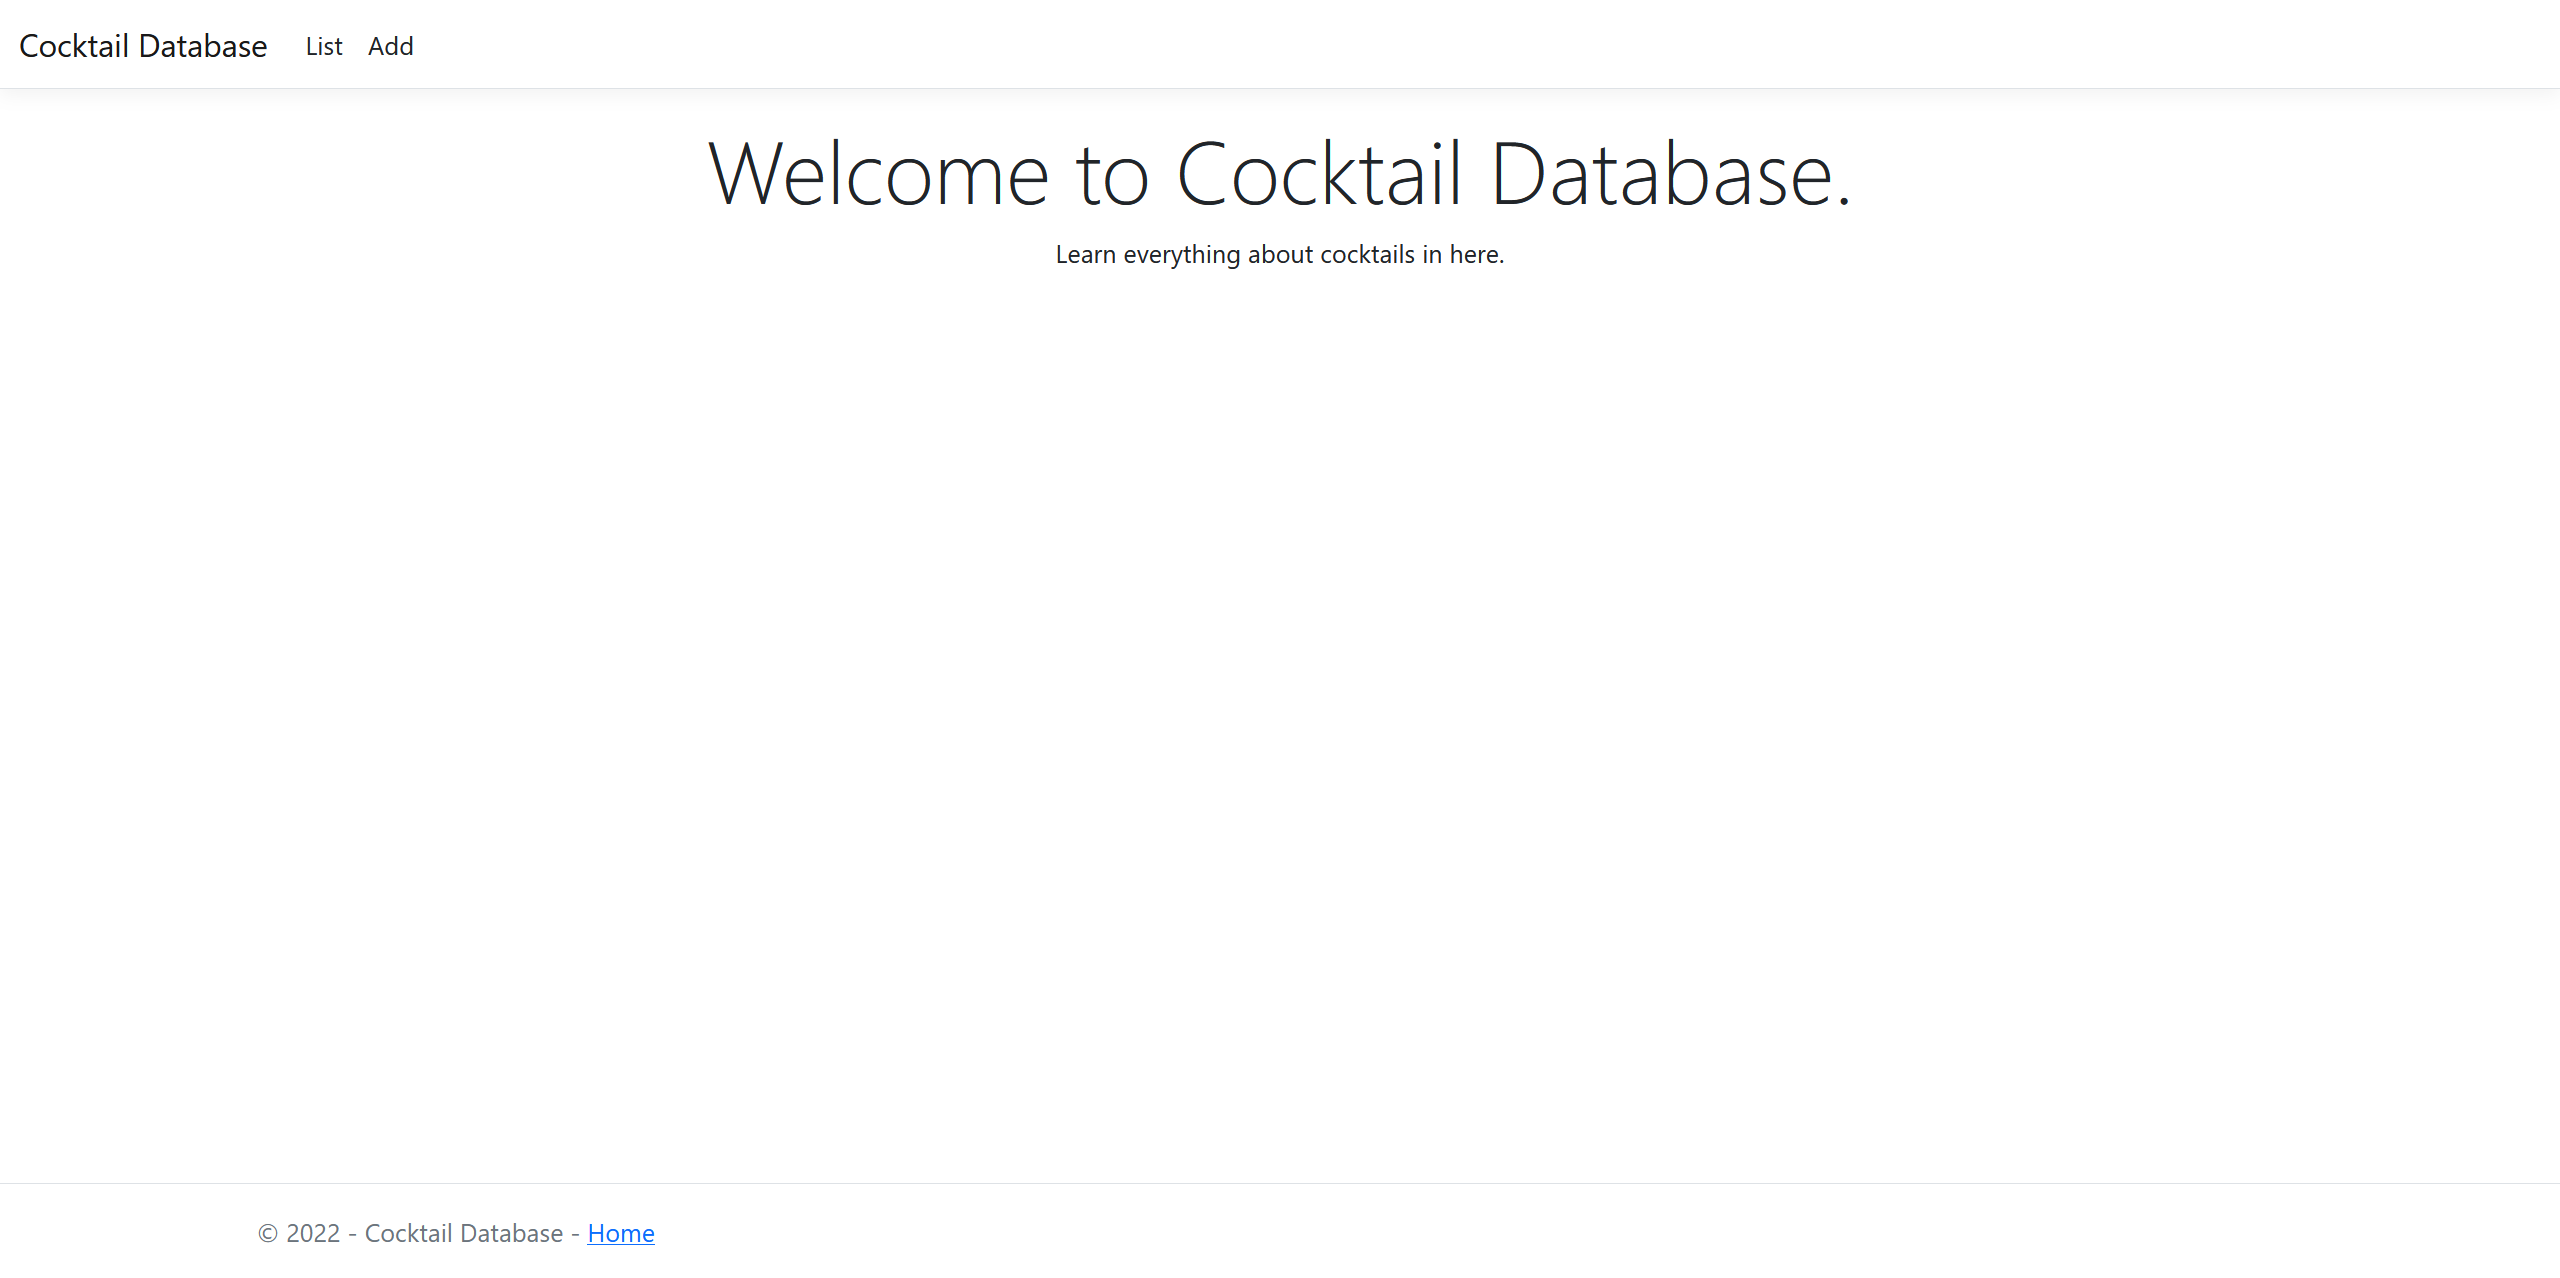 Cocktail Database List Add
Welcome to Cocktail Database.
Learn everything about cocktails in here.
© 2022 - Cocktail Database - Home